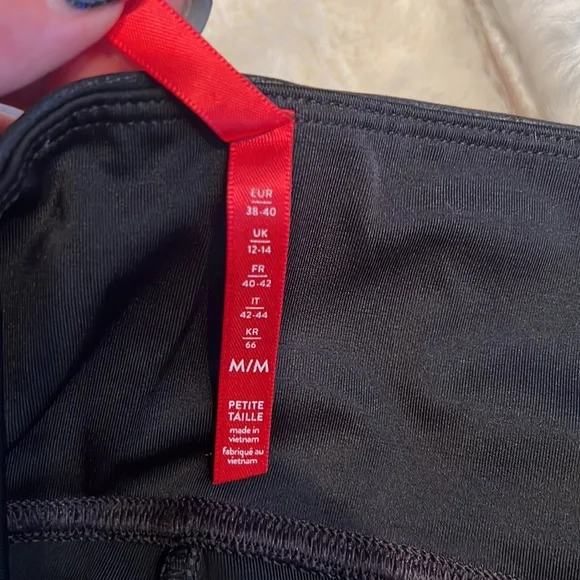 EUR
38-40
UK
12-14
FR
40-42
IT
42-44
KR
66
M/M
PETITE
TAILLE
made in
vietnam
fabriqué au
vietnam